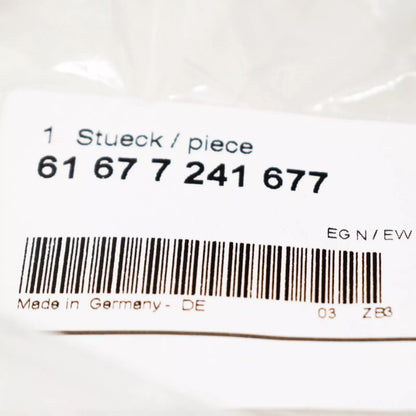 1 Stueck / piece
61 67 7 241 677
EG N / EW
Made in Germany - DE 03 ZB3